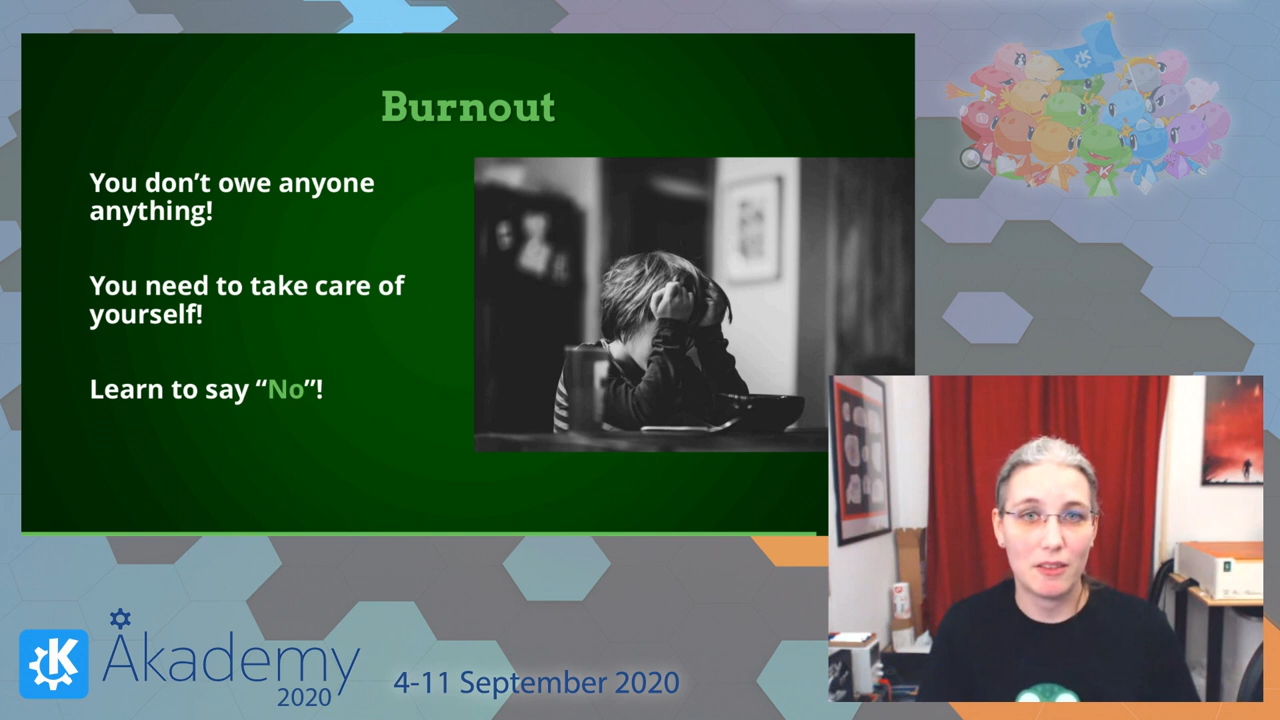 Burnout
You don’t owe anyone
anything!
You need to take care of
yourself!
Learn to say “No”!
K
Akademy
2020
4-11 September 2020